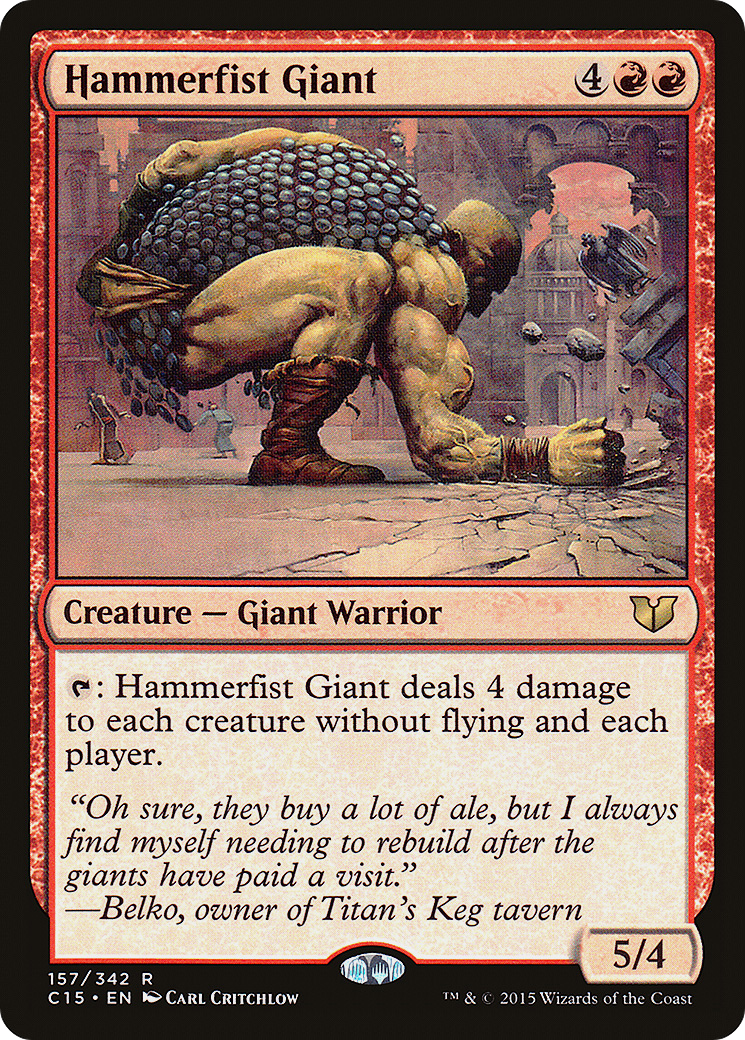 Hammerfist Giant 4
Creature — Giant Warrior
: Hammerfist Giant deals 4 damage
to each creature without flying and each
player.
“Oh sure, they buy a lot of ale, but I always
find myself needing to rebuild after the
giants have paid a visit.”
—Belko, owner of Titan’s Keg tavern
5/4
157/342 R
C15 • EN Carl Critchlow
™ & © 2015 Wizards of the Coast